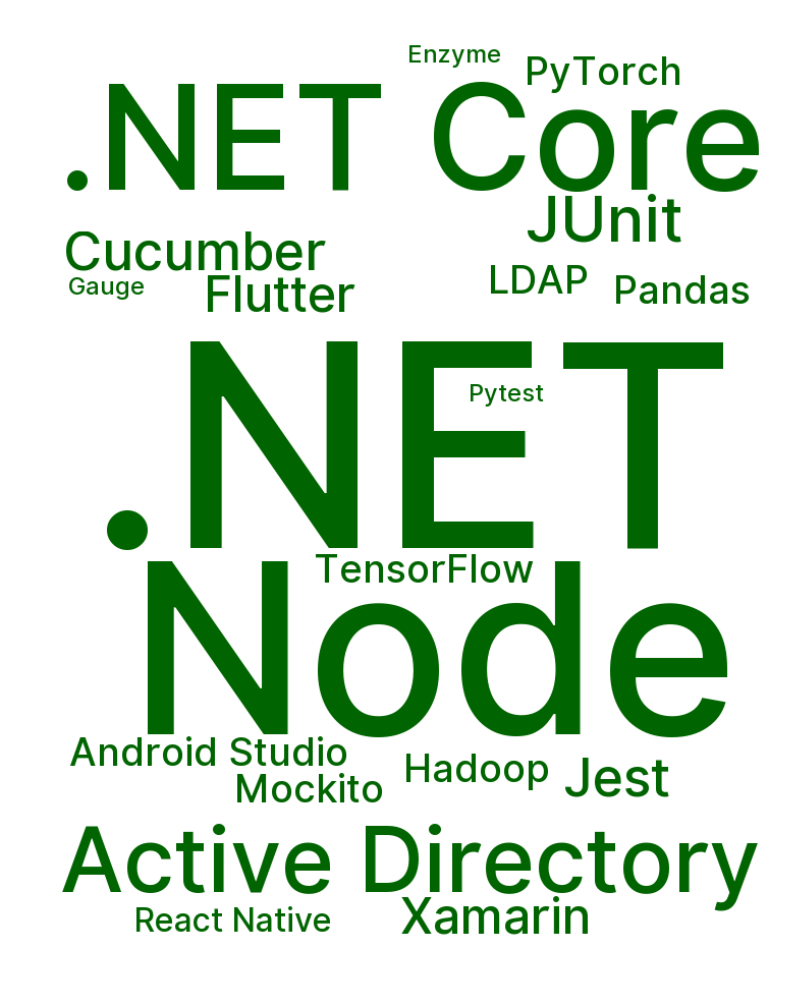 Enzyme
PyTorch
.NET Core
JUnit
Cucumber
LDAP
Pandas
Gauge
Flutter
.NET
Pytest
TensorFlow
Node
Android Studio
Hadoop
Jest
Mockito
Active Directory
React Native
Xamarin